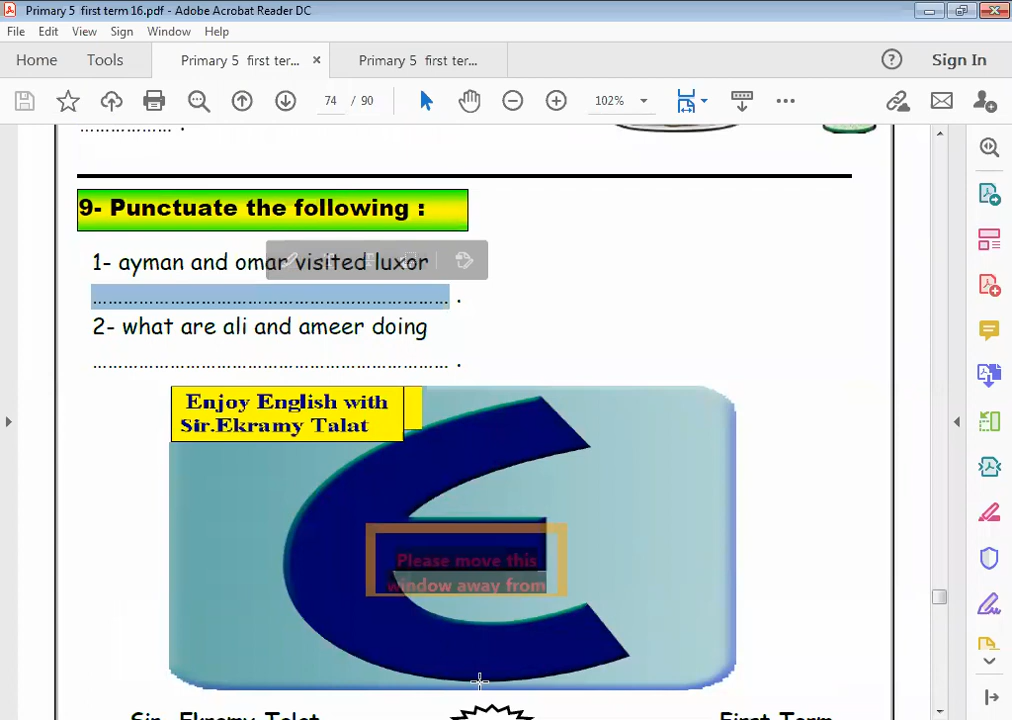 Primary 5 first term 16.pdf - Adobe Acrobat Reader DC
File Edit View Sign Window Help
Home Tools Primary 5 first ter... × Primary 5 first ter... Sign In
74 / 90 102%
.................. .
9- Punctuate the following :
1- ayman and omar visited luxor
.................................................................... .
2- what are ali and ameer doing
.................................................................... .
Enjoy English with
Sir.Ekramy Talat
Please move this
window away from
Sir. Ekramy Talat First Term